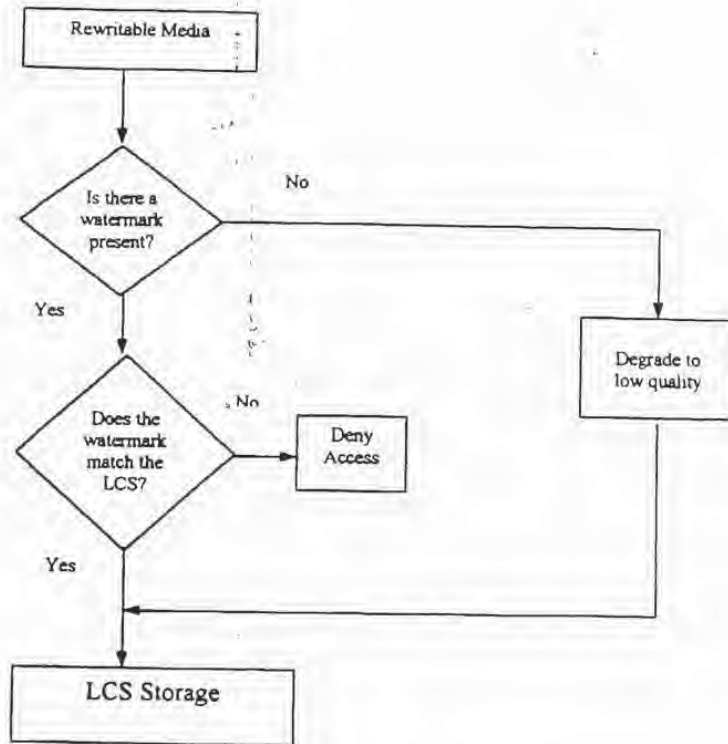 Rewritable Media
Is there a
watermark
present?
No
Yes
Degrade to
low quality
Does the
watermark
match the
LCS?
No
Deny
Access
Yes
LCS Storage